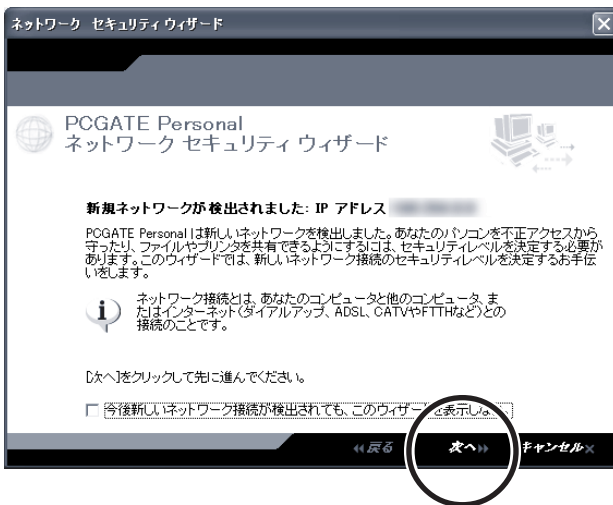 ネットワーク セキュリティ ウィザード
PCGATE Personal
ネットワーク セキュリティ ウィザード
新規ネットワークが検出されました: IP アドレス
PCGATE Personal は新しいネットワークを検出しました。あなたのパソコンを不正アクセスから
守ったり、ファイルやプリンタを共有できるようにするには、セキュリティレベルを決定する必要が
あります。このウィザードでは、新しいネットワーク接続のセキュリティレベルを決定するお手伝
いをします。
ネットワーク接続とは、あなたのコンピュータと他のコンピュータ、ま
たはインターネット(ダイアルアップ、ADSL、CATVやFTTHなど)との
接続のことです。
[次へ]をクリックして先に進んでください。
今後新しいネットワーク接続が検出されても、このウィザードを表示しない。
戻る 次へ キャンセル